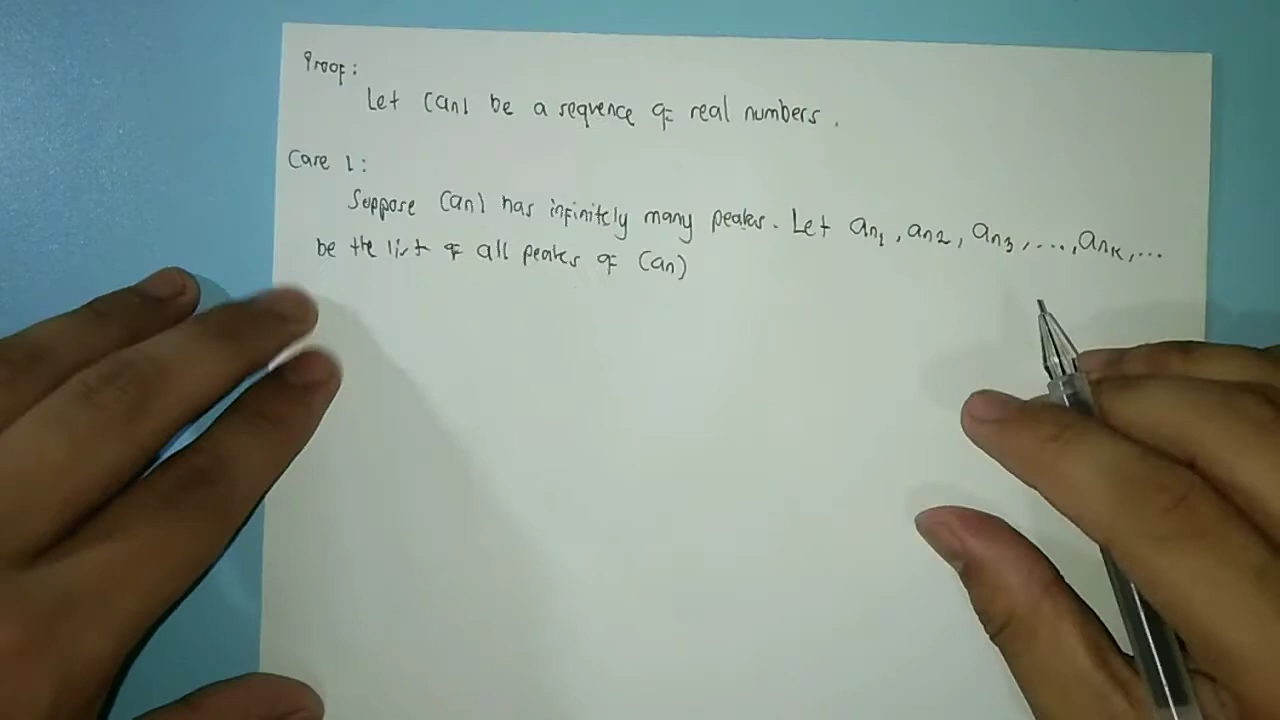 Proof:
Let (an) be a sequence of real numbers.
Case 1:
Suppose (an) has infinitely many peaks. Let an₁, an₂, an₃, ..., anₖ, ...
be the list of all peaks of (an)